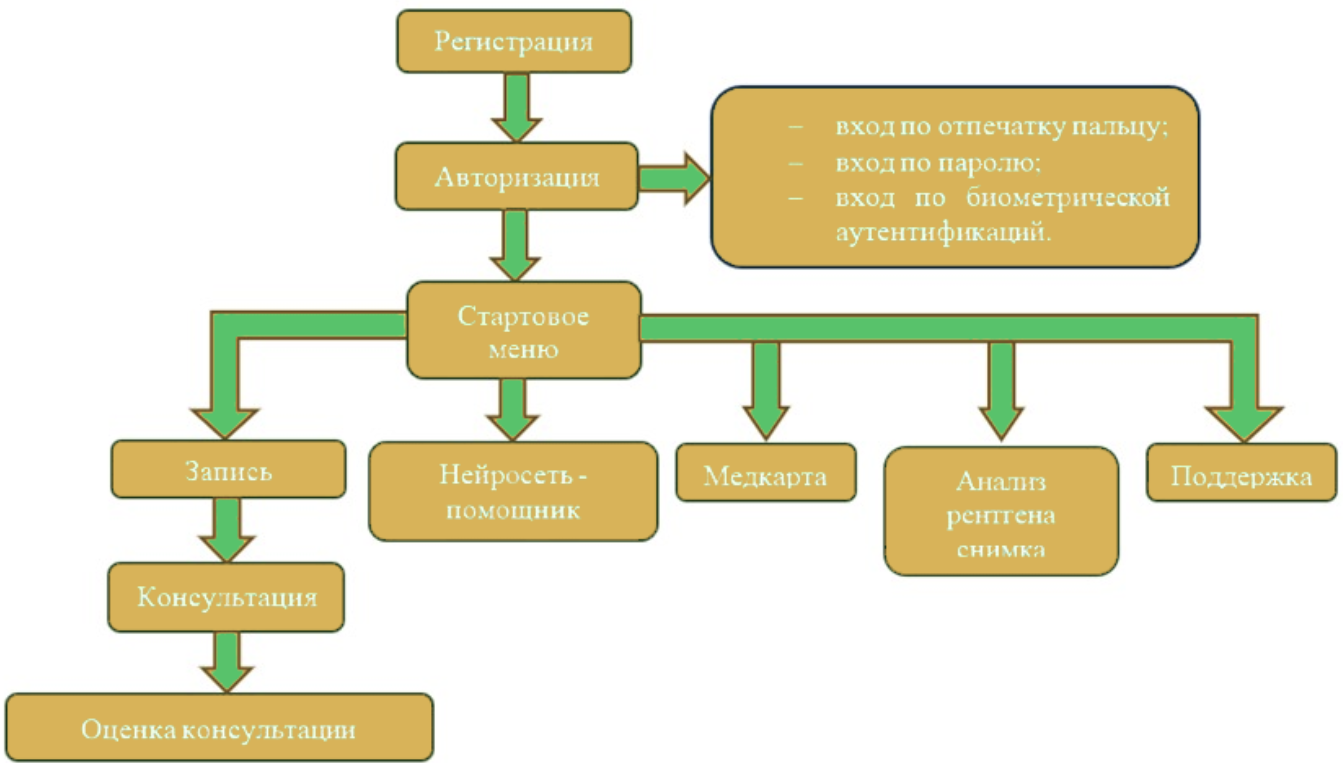 Регистрация
Авторизация
– вход по отпечатку пальцу;
– вход по паролю;
– вход по биометрической
аутентификаций.
Стартовое
меню
Запись
Нейросеть -
помощник
Медкарта
Анализ
рентгена
снимка
Поддержка
Консультация
Оценка консультации